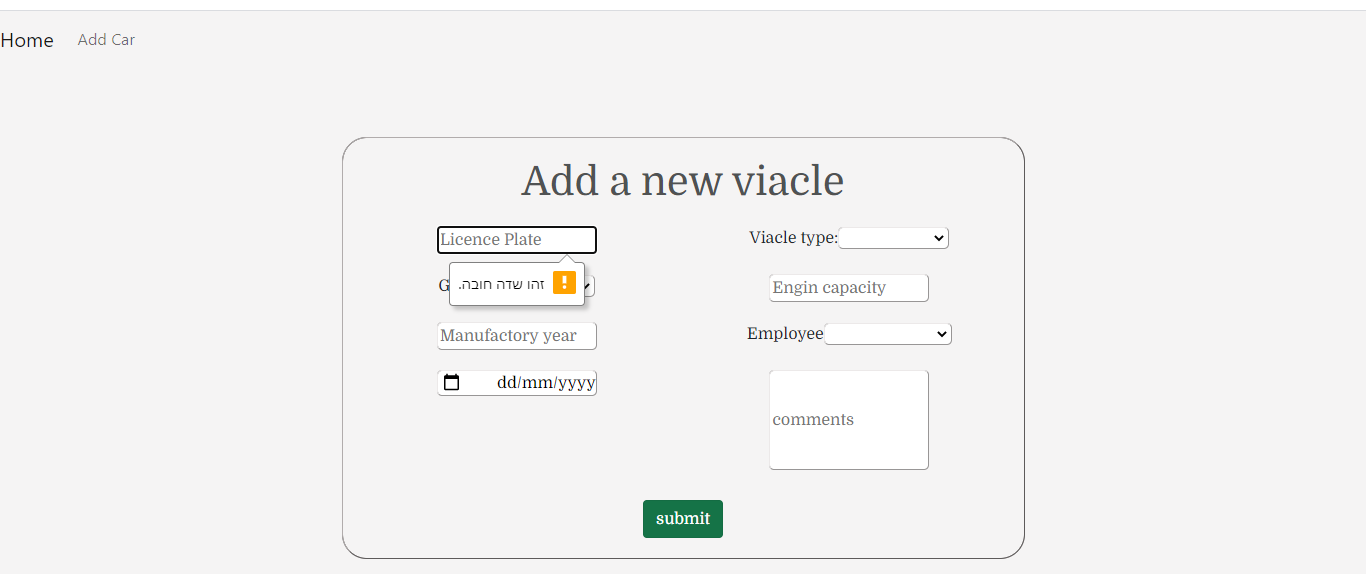 Home Add Car
Add a new viacle
Licence Plate
Viacle type:
זהו שדה חובה.
G
Engin capacity
Manufactory year
Employee
dd/mm/yyyy
comments
submit